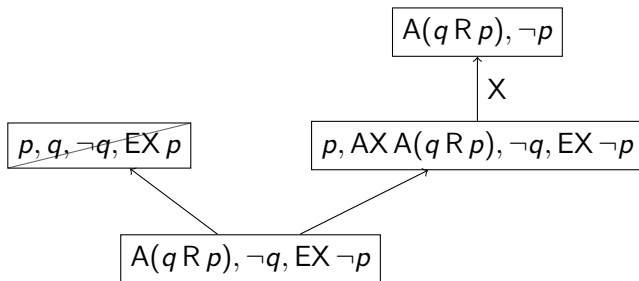 A(q R p), ¬p
X
p, q, ¬q, EX p
p, AX A(q R p), ¬q, EX ¬p
A(q R p), ¬q, EX ¬p